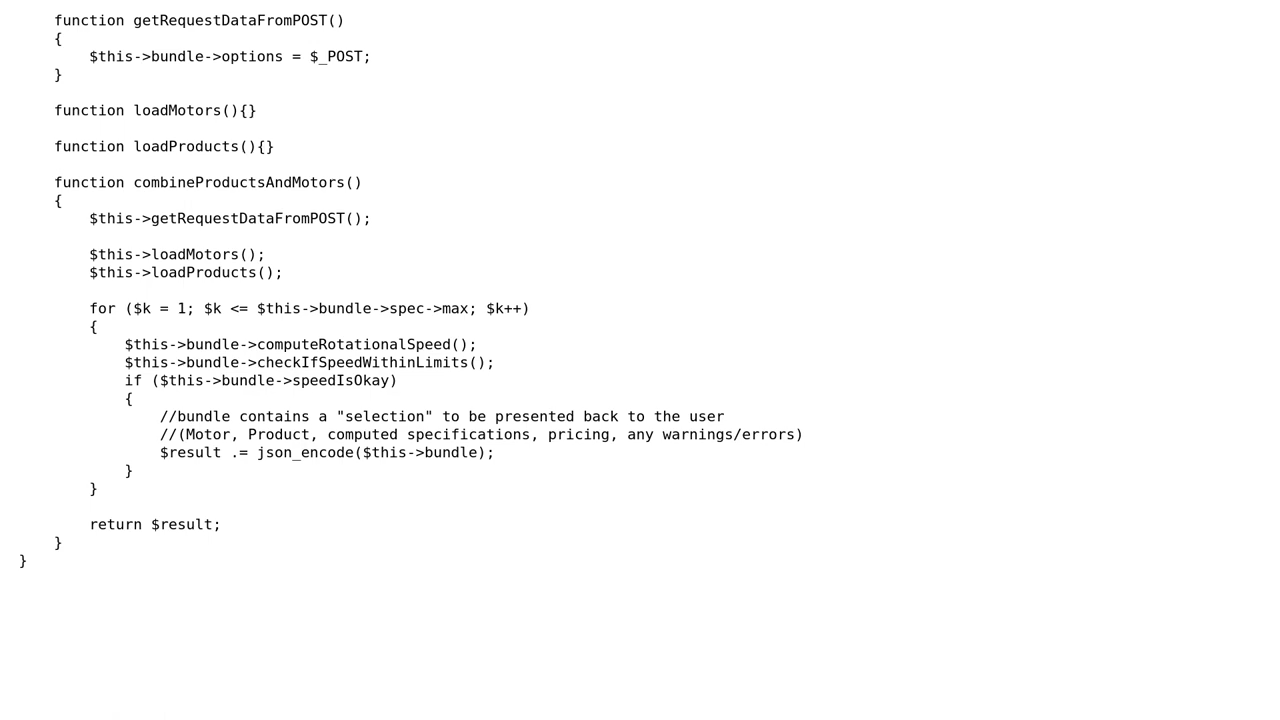 function getRequestDataFromPOST()
{
$this->bundle->options = $_POST;
}
function loadMotors(){}
function loadProducts(){}
function combineProductsAndMotors()
{
$this->getRequestDataFromPOST();
$this->loadMotors();
$this->loadProducts();
for ($k = 1; $k <= $this->bundle->spec->max; $k++)
{
$this->bundle->computeRotationalSpeed();
$this->bundle->checkIfSpeedWithinLimits();
if ($this->bundle->speedIsOkay)
{
//bundle contains a "selection" to be presented back to the user
//(Motor, Product, computed specifications, pricing, any warnings/errors)
$result .= json_encode($this->bundle);
}
}
return $result;
}
}